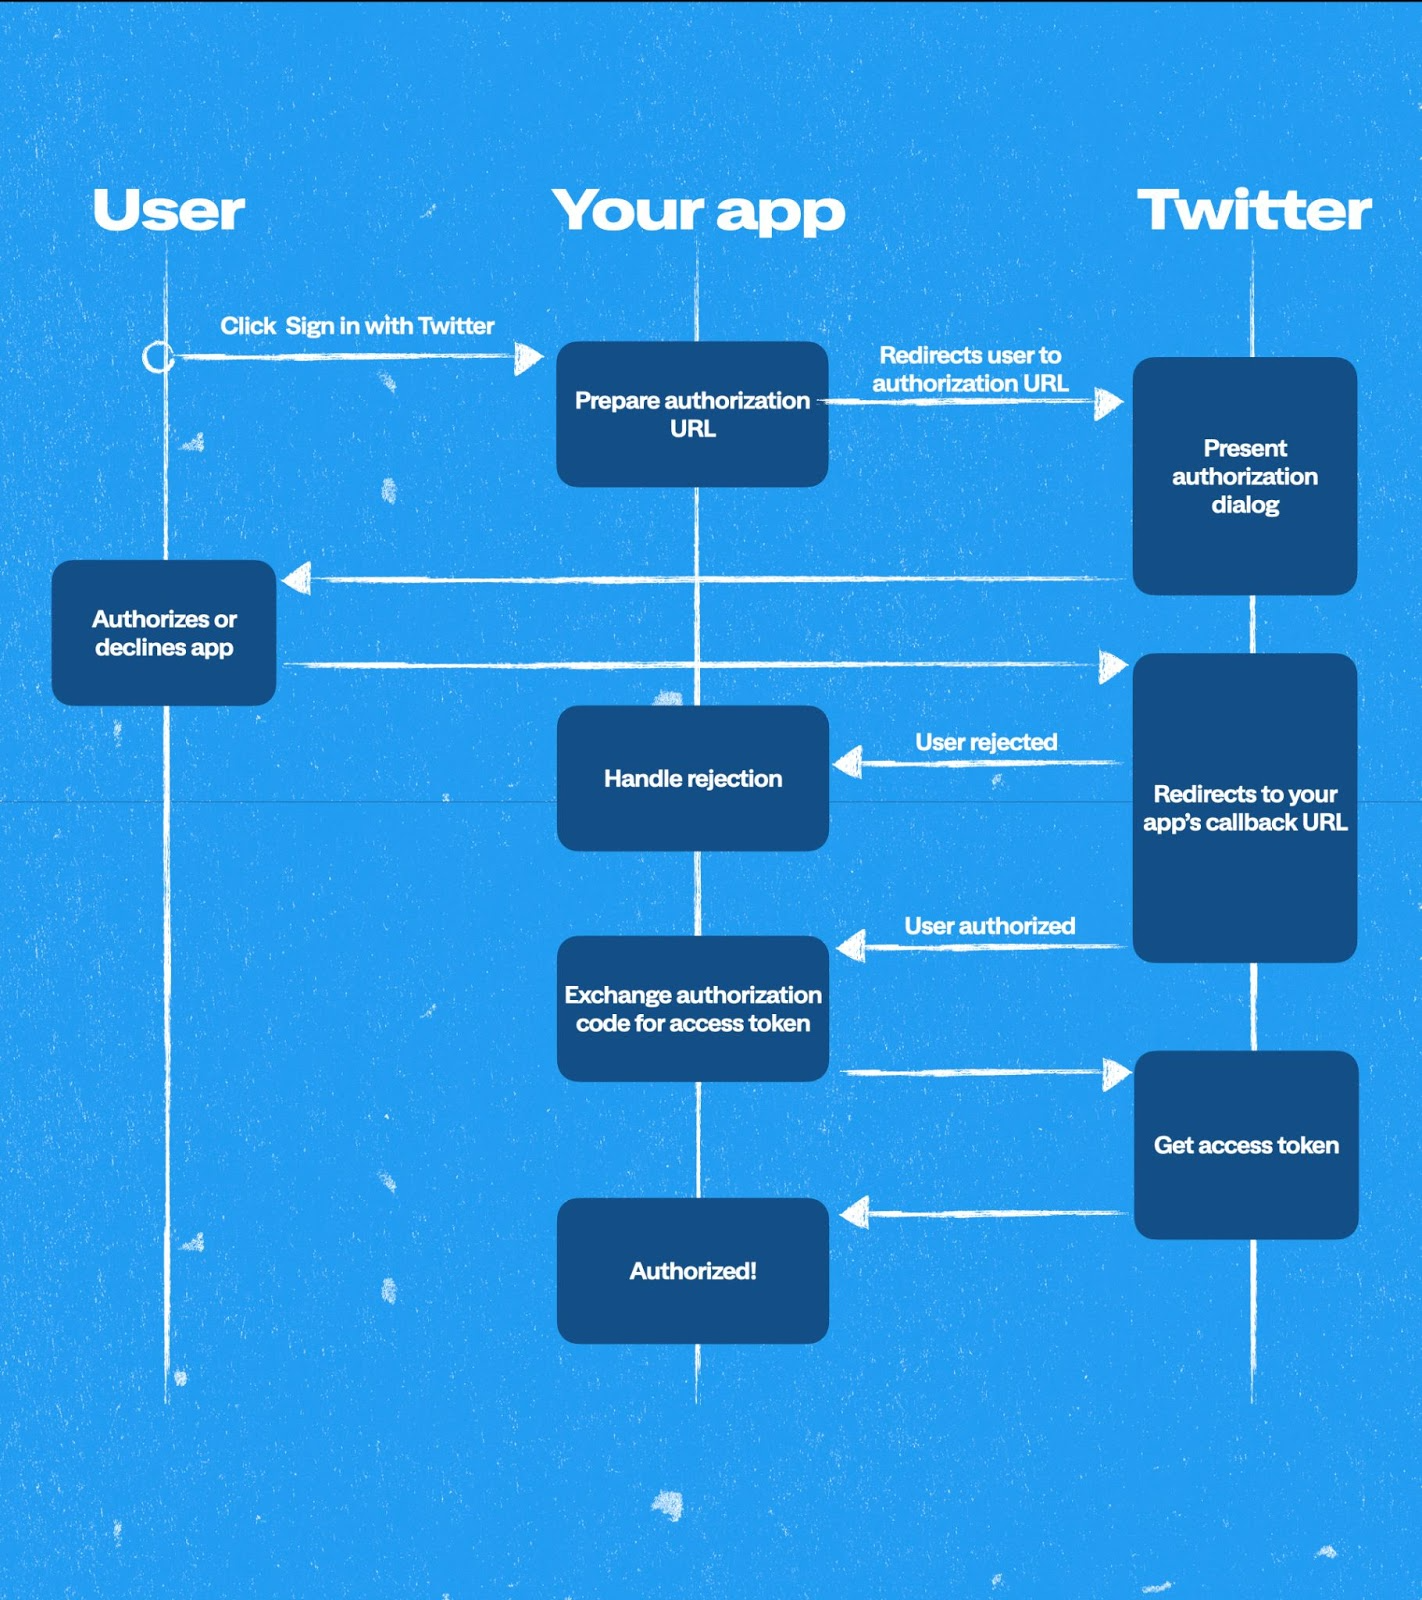 User
Your app
Twitter
Click Sign in with Twitter
Redirects user to
authorization URL
Prepare authorization
URL
Present
authorization
dialog
Authorizes or
declines app
User rejected
Handle rejection
Redirects to your
app's callback URL
User authorized
Exchange authorization
code for access token
Get access token
Authorized!